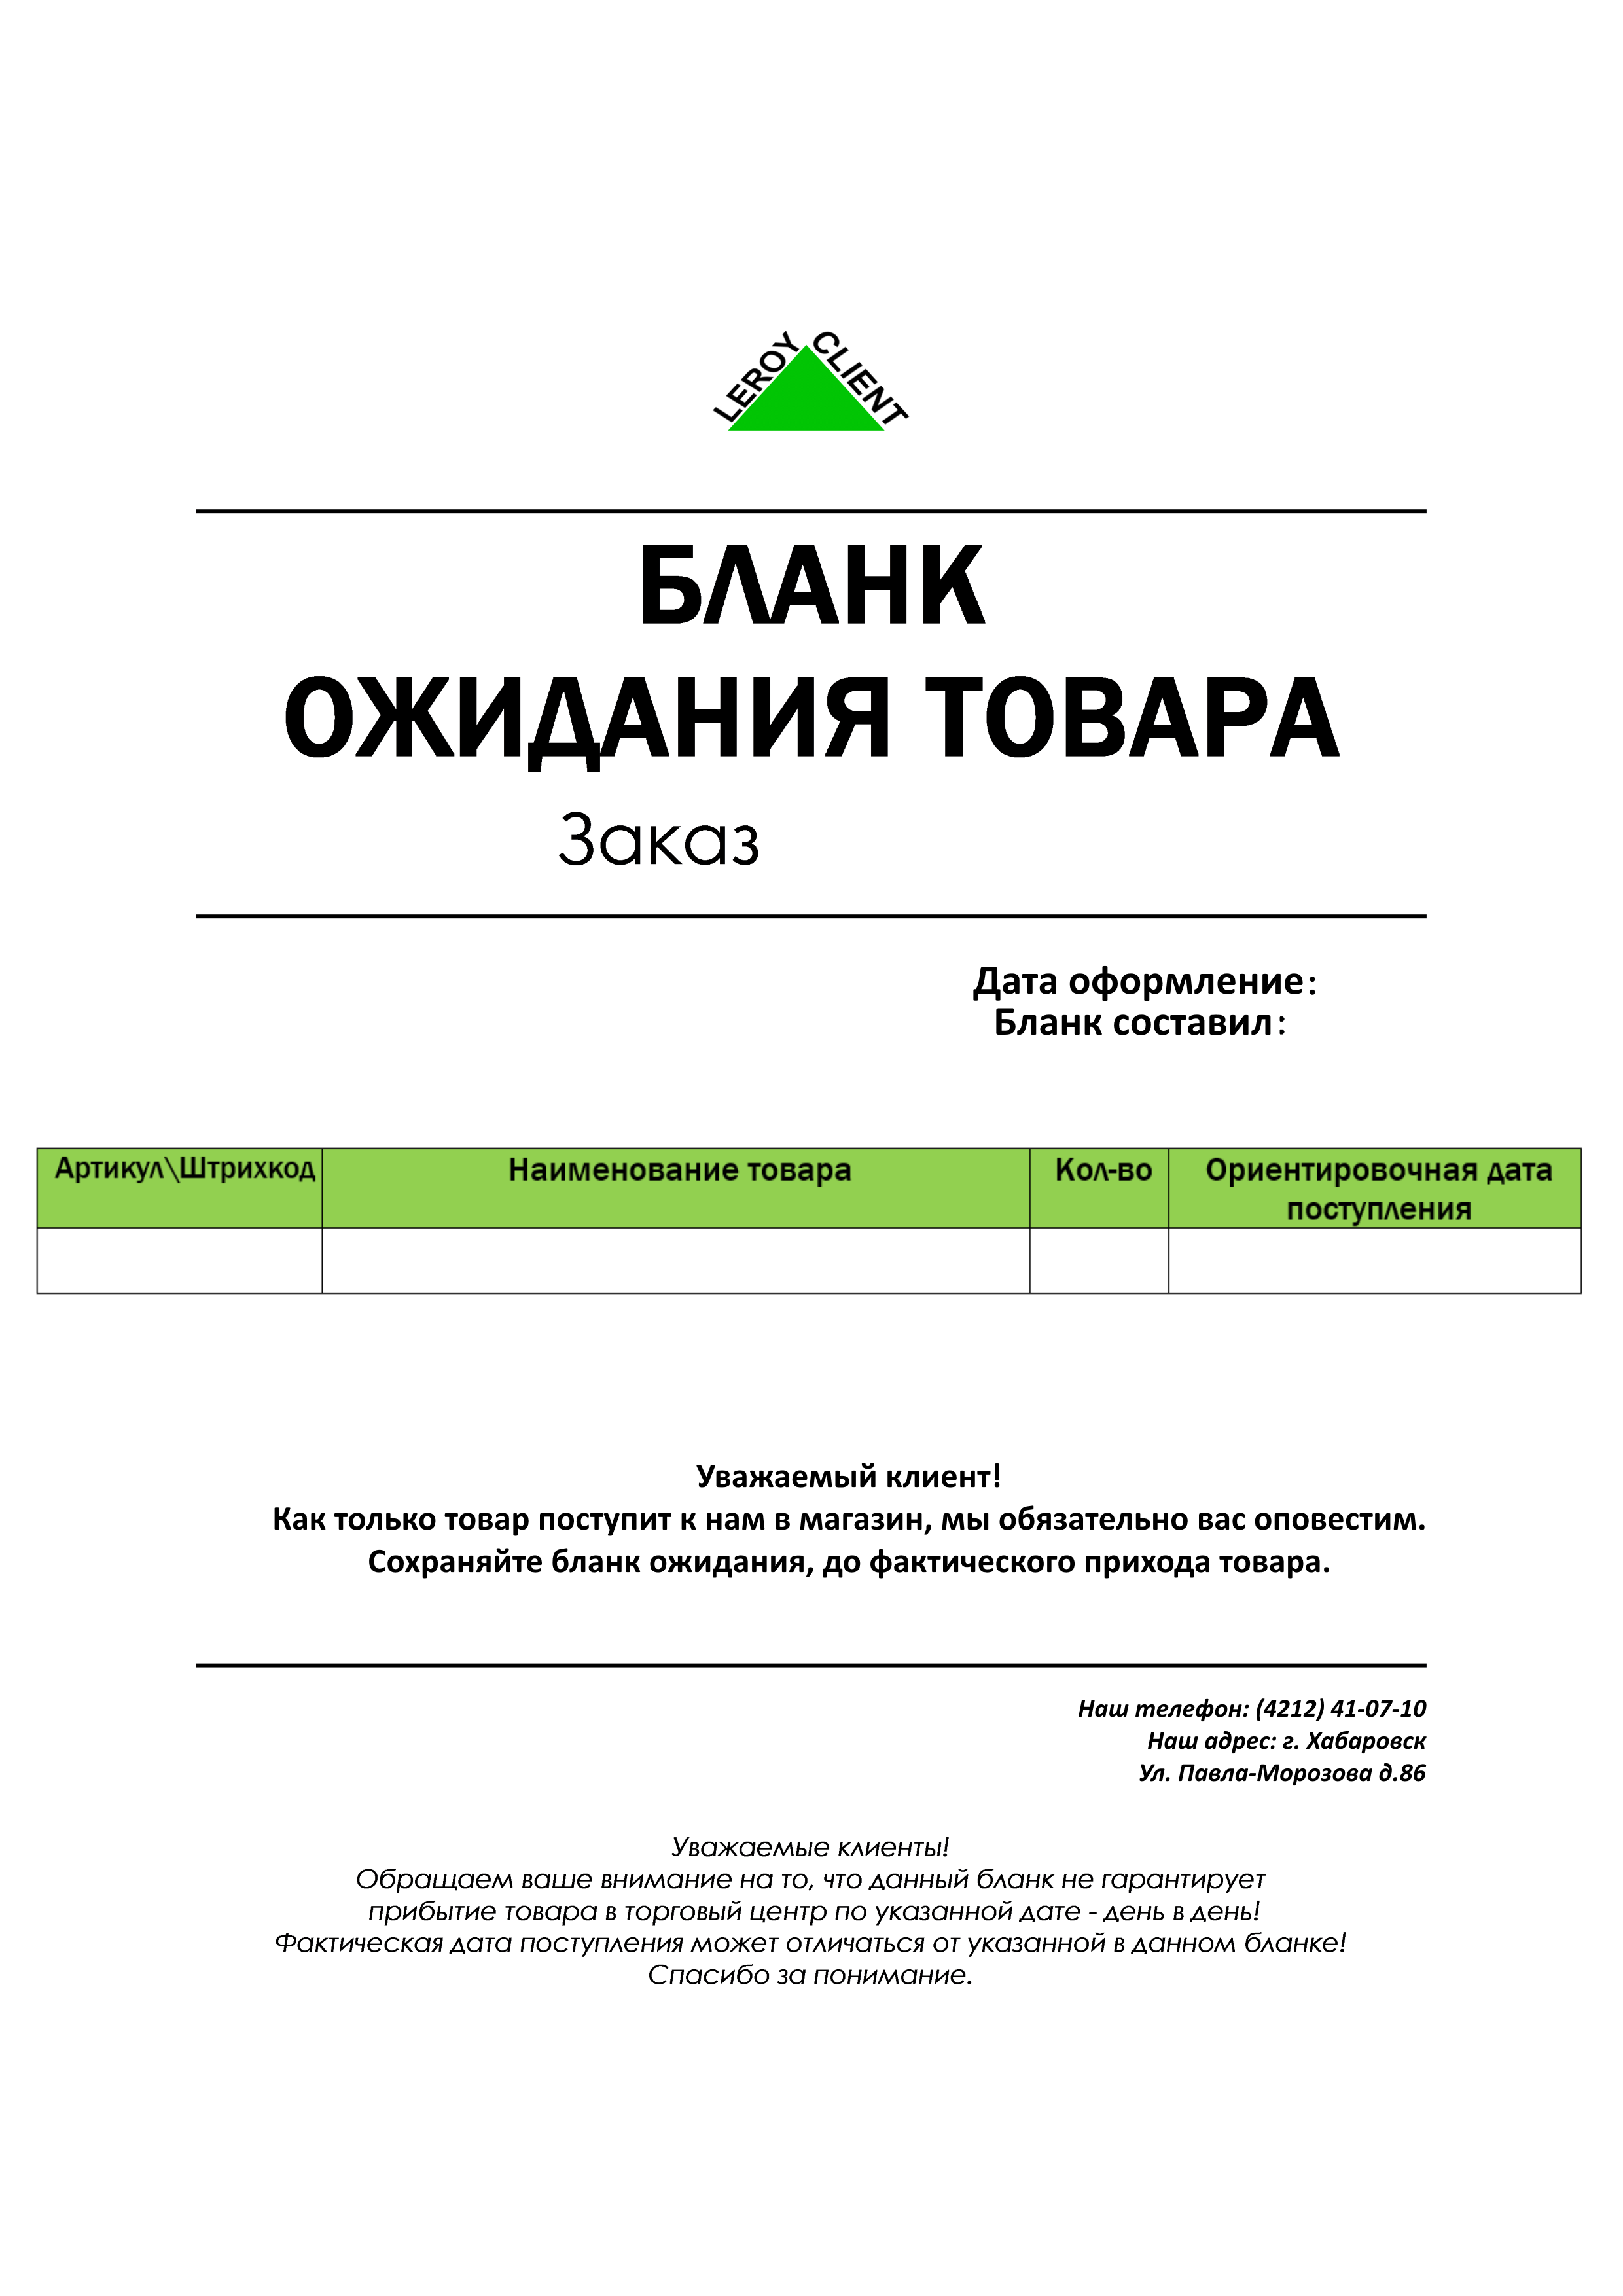 LEROY CLIENT
БЛАНК
ОЖИДАНИЯ ТОВАРА
Заказ
Дата оформление:
Бланк составил:
Артикул\Штрихкод Наименование товара Кол-во Ориентировочная дата
поступления
Уважаемый клиент!
Как только товар поступит к нам в магазин, мы обязательно вас оповестим.
Сохраняйте бланк ожидания, до фактического прихода товара.
Наш телефон: (4212) 41-07-10
Наш адрес: г. Хабаровск
Ул. Павла-Морозова д.86
Уважаемые клиенты!
Обращаем ваше внимание на то, что данный бланк не гарантирует
прибытие товара в торговый центр по указанной дате - день в день!
Фактическая дата поступления может отличаться от указанной в данном бланке!
Спасибо за понимание.